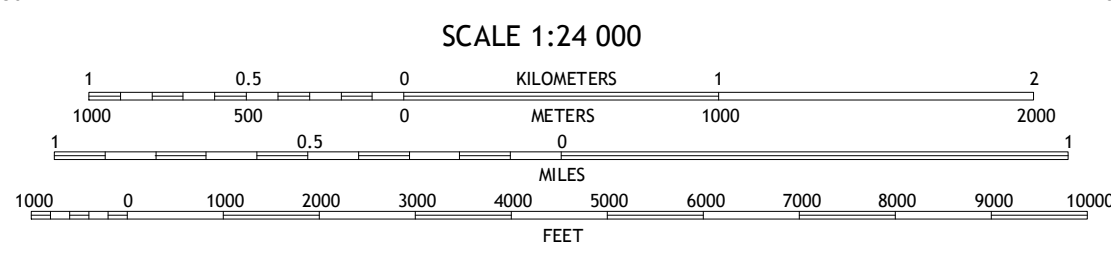 SCALE 1:24 000
1 0.5 0 KILOMETERS 1 2
1000 500 0 METERS 1000 2000
1 0.5 0 1
MILES
1000 0 1000 2000 3000 4000 5000 6000 7000 8000 9000 10000
FEET